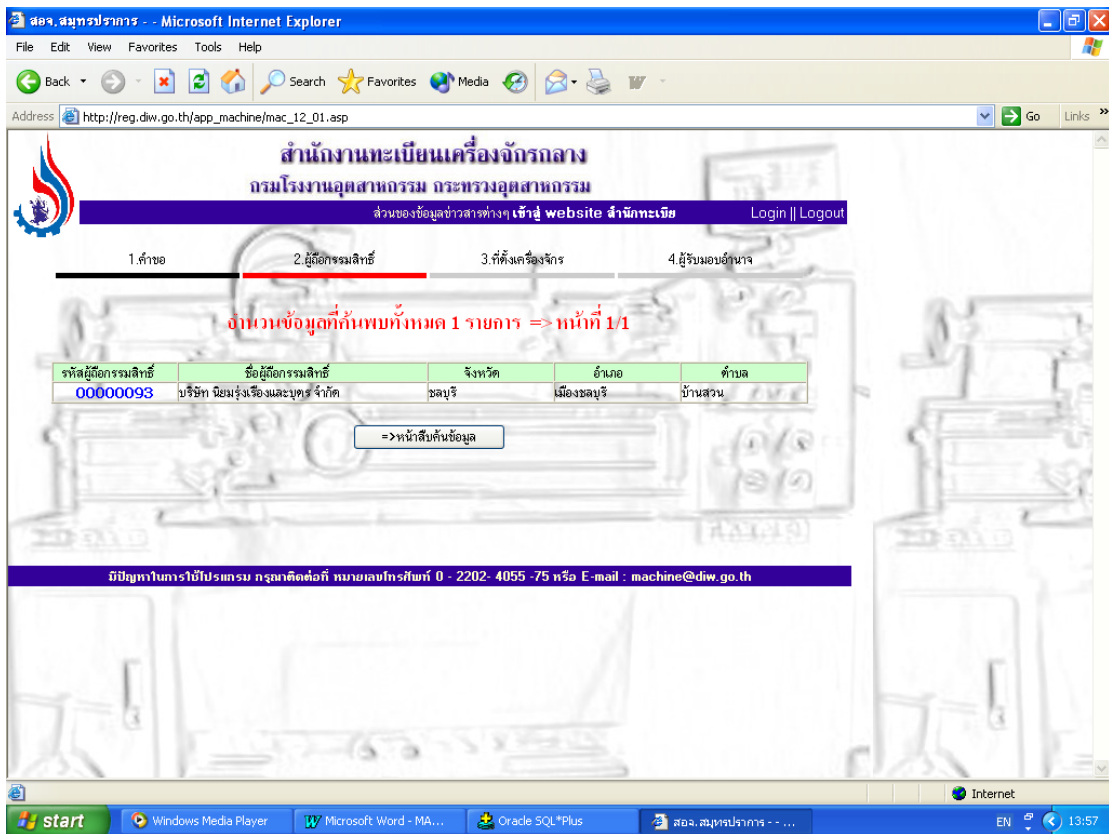 สอจ.สมุทรปราการ - - Microsoft Internet Explorer
File Edit View Favorites Tools Help
Back Search Favorites Media
Address http://reg.diw.go.th/app_machine/mac_12_01.asp Go Links »
สำนักงานทะเบียนเครื่องจักรกลาง
กรมโรงงานอุตสาหกรรม กระทรวงอุตสาหกรรม
ส่วนของข้อมูลข่าวสารต่างๆ เข้าสู่ website สำนักทะเบีย Login || Logout
1.คำขอ 2.ผู้ถือกรรมสิทธิ์ 3.ที่ตั้งเครื่องจักร 4.ผู้รับมอบอำนาจ
จำนวนข้อมูลที่ค้นพบทั้งหมด 1 รายการ => หน้าที่ 1/1
รหัสผู้ถือกรรมสิทธิ์ ชื่อผู้ถือกรรมสิทธิ์ จังหวัด อำเภอ ตำบล
00000093 บริษัท นิยมรุ่งเรืองและบุตร จำกัด ชลบุรี เมืองชลบุรี บ้านสวน
=>หน้าสืบค้นข้อมูล
มีปัญหาในการใช้โปรแกรม กรุณาติดต่อที่ หมายเลขโทรศัพท์ 0 - 2202- 4055 -75 หรือ E-mail : machine@diw.go.th
Internet
start Windows Media Player Microsoft Word - MA... Oracle SQL*Plus สอจ.สมุทรปราการ - - ... EN 13:57